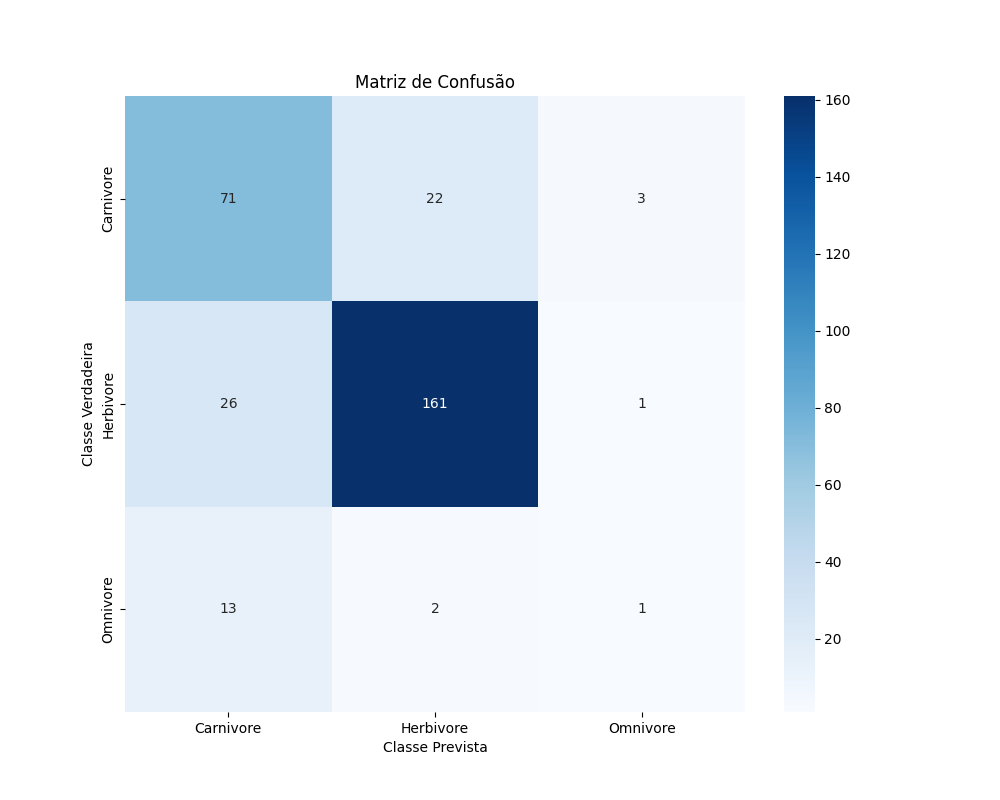 Matriz de Confusão
Classe Verdadeira
Carnivore
71 22 3
Herbivore
26 161 1
Omnivore
13 2 1
Carnivore Herbivore Omnivore
Classe Prevista
160
140
120
100
80
60
40
20